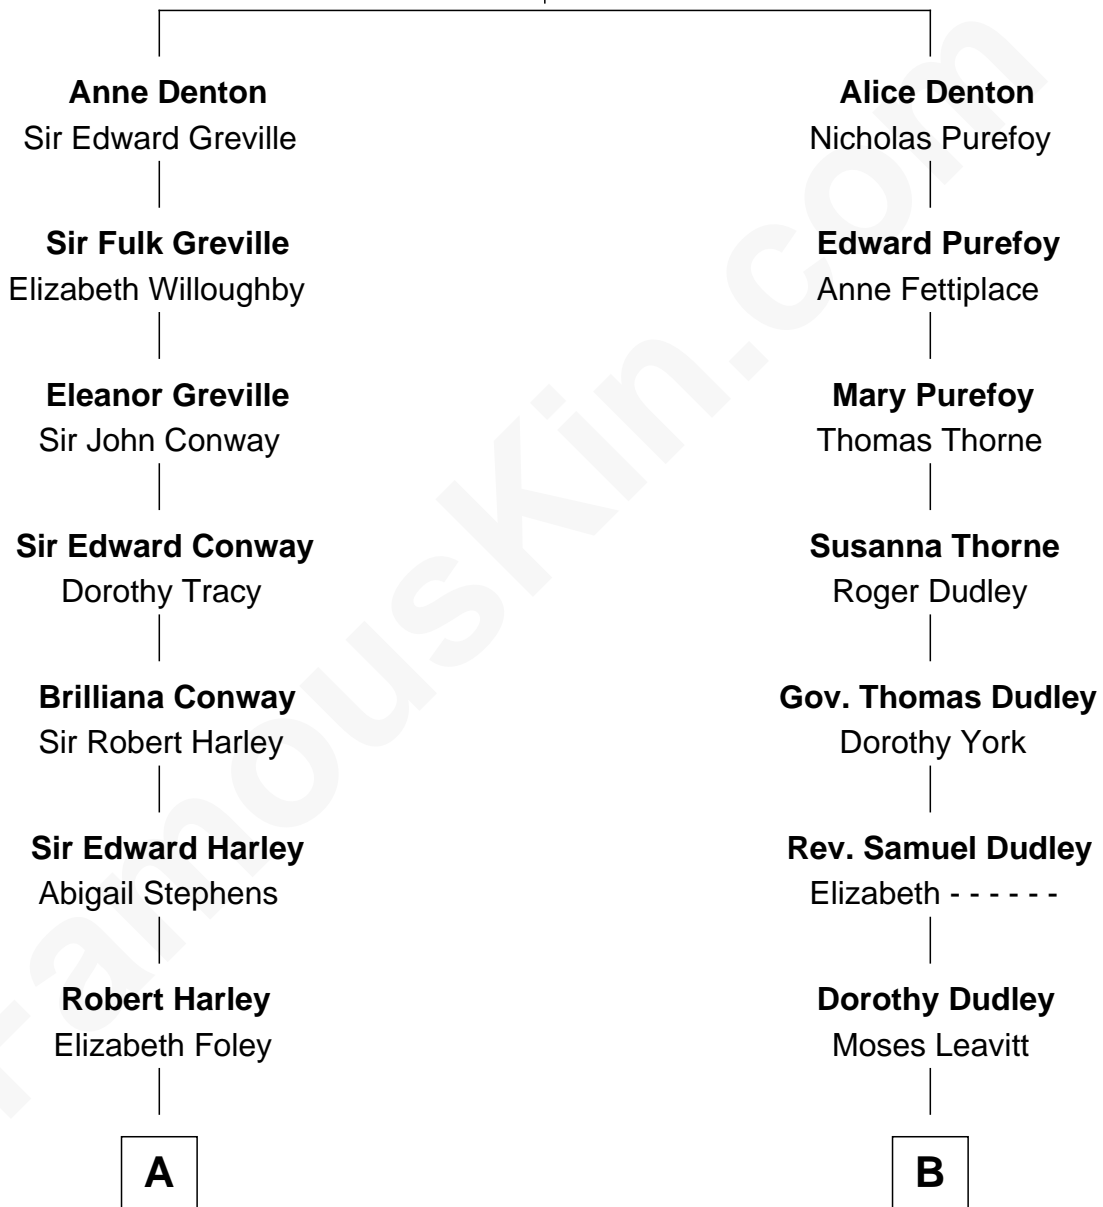 Anne Denton
Sir Edward Greville
Sir Fulk Greville
Elizabeth Willoughby
Eleanor Greville
Sir John Conway
Sir Edward Conway
Dorothy Tracy
Brilliana Conway
Sir Robert Harley
Sir Edward Harley
Abigail Stephens
Robert Harley
Elizabeth Foley
A
Alice Denton
Nicholas Purefoy
Edward Purefoy
Anne Fettiplace
Mary Purefoy
Thomas Thorne
Susanna Thorne
Roger Dudley
Gov. Thomas Dudley
Dorothy York
Rev. Samuel Dudley
Elizabeth - - - - - -
Dorothy Dudley
Moses Leavitt
B
FamousKin.com